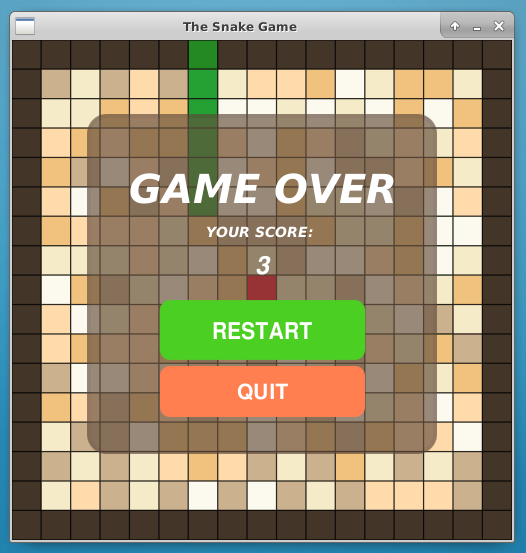 The Snake Game
GAME OVER
YOUR SCORE:
3
RESTART
QUIT